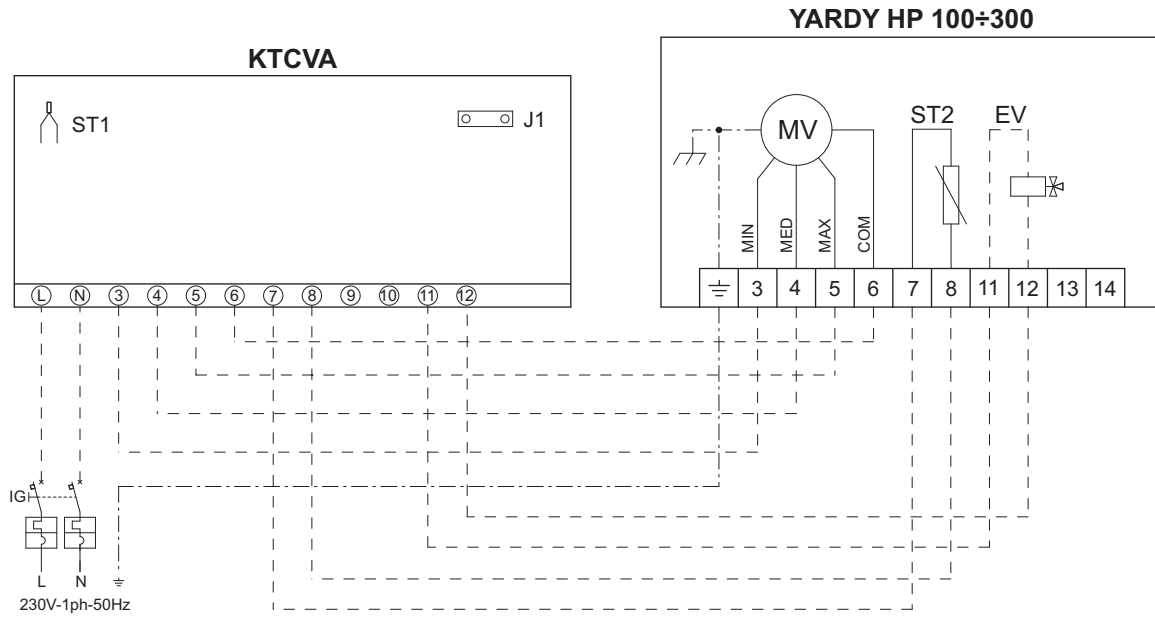 YARDY HP 100÷300
KTCVA
ST1
J1
MV
ST2
EV
MIN
MED
MAX
COM
L N 3 4 5 6 7 8 9 10 11 12
3 4 5 6 7 8 11 12 13 14
IG
L N
230V-1ph-50Hz